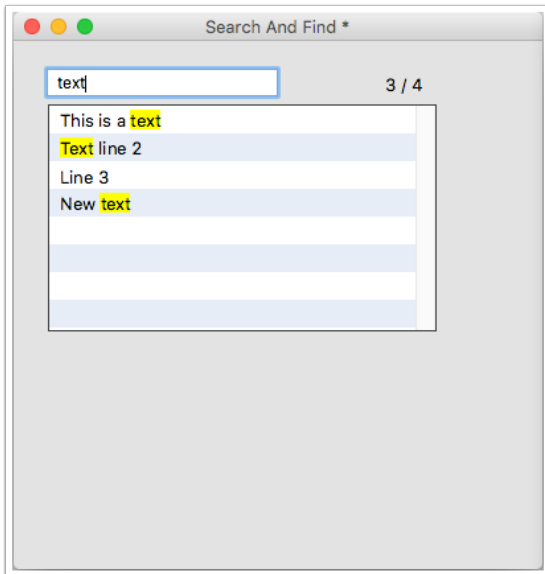 Search And Find *
text 3 / 4
This is a text
Text line 2
Line 3
New text